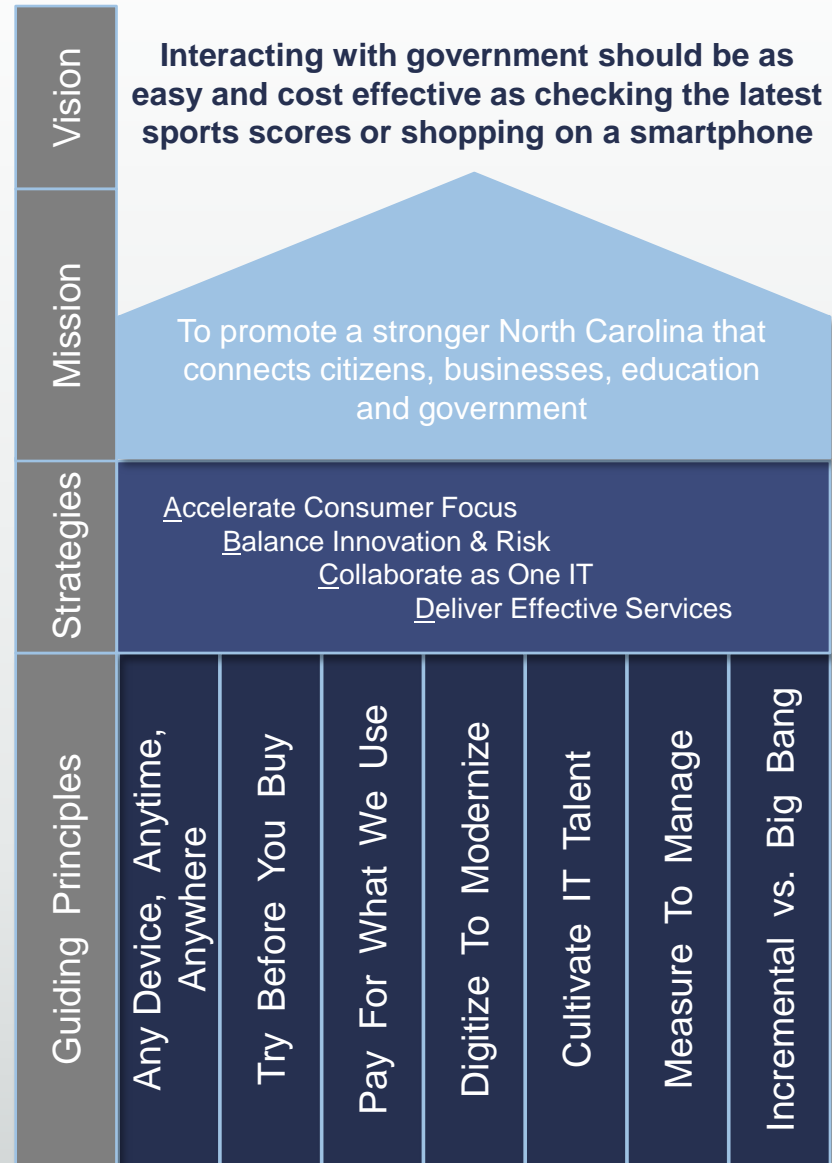 Vision
Interacting with government should be as
easy and cost effective as checking the latest
sports scores or shopping on a smartphone
Mission
To promote a stronger North Carolina that
connects citizens, businesses, education
and government
Strategies
Accelerate Consumer Focus
Balance Innovation & Risk
Collaborate as One IT
Deliver Effective Services
Guiding Principles
Any Device, Anytime,
Anywhere
Try Before You Buy
Pay For What We Use
Digitize To Modernize
Cultivate IT Talent
Measure To Manage
Incremental vs. Big Bang